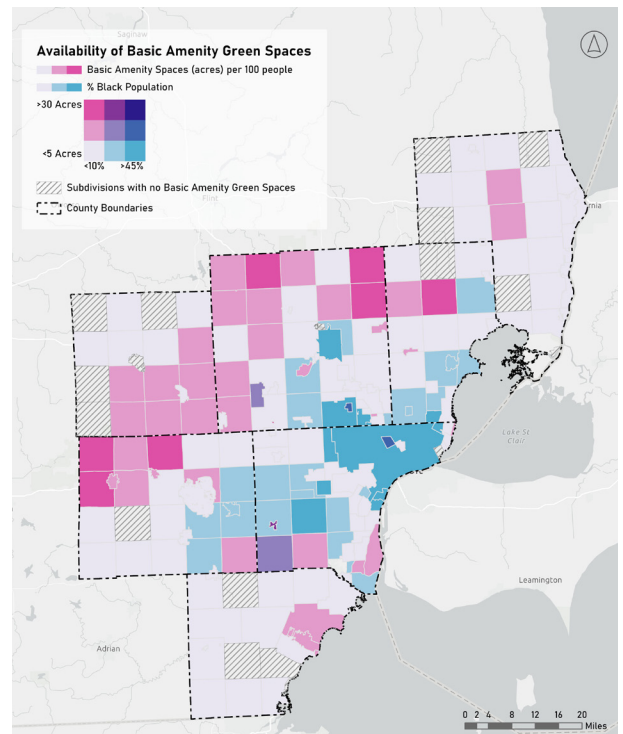 Saginaw
Availability of Basic Amenity Green Spaces
Basic Amenity Spaces (acres) per 100 people
% Black Population
>30 Acres
<5 Acres
<10% >45%
Subdivisions with no Basic Amenity Green Spaces
Flint
County Boundaries
rnia
Lake St
Clair
Leamington
Adrian
0 2 4 8 12 16 20
Miles